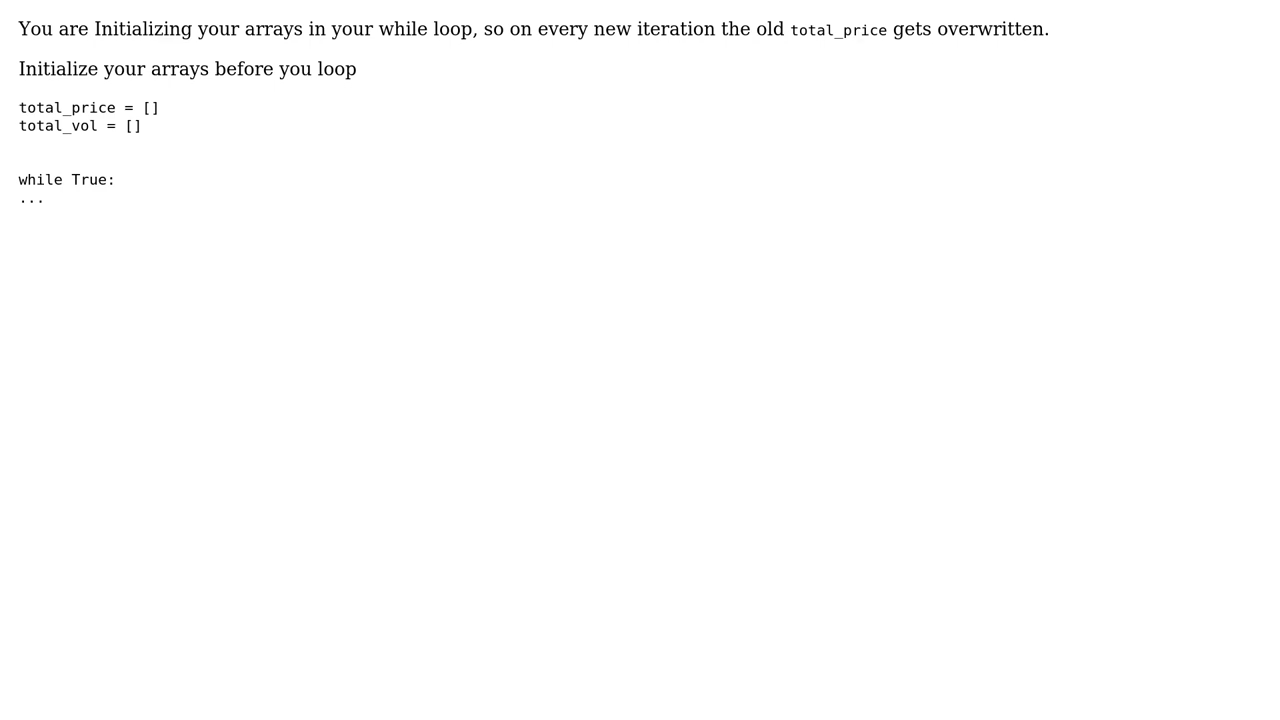 You are Initializing your arrays in your while loop, so on every new iteration the old total_price gets overwritten.
Initialize your arrays before you loop
total_price = []
total_vol = []
while True:
...